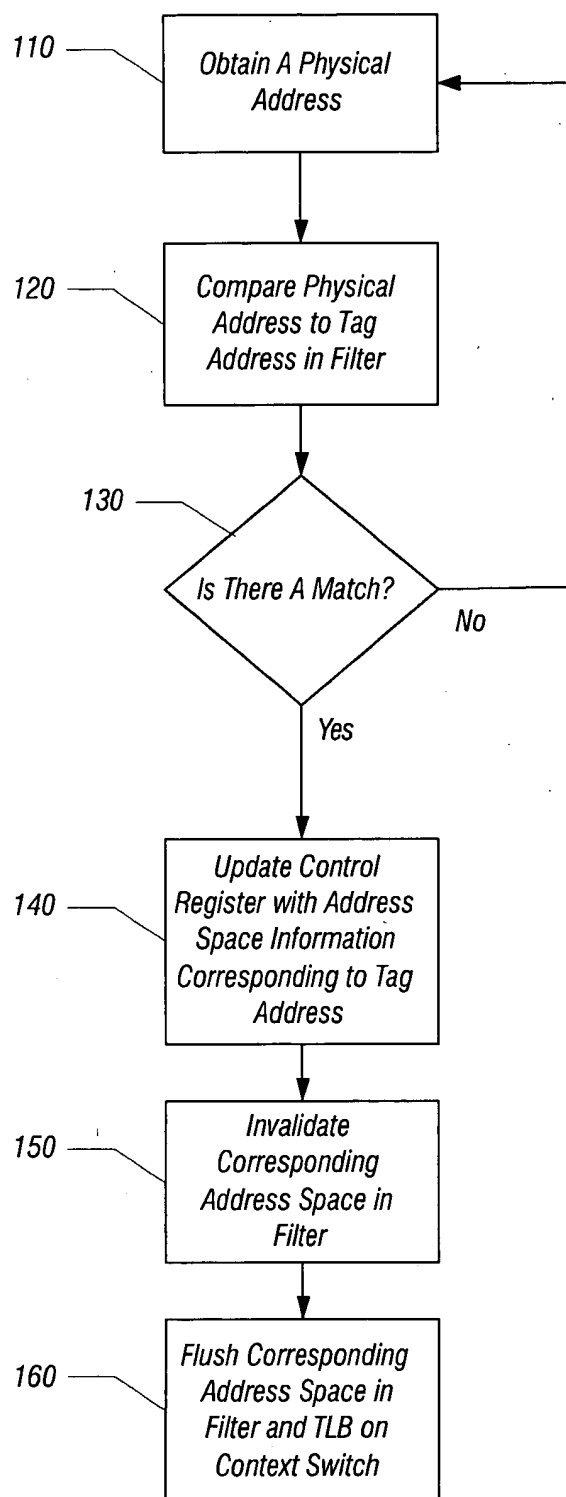 110
Obtain A Physical
Address
120
Compare Physical
Address to Tag
Address in Filter
130
Is There A Match?
No
Yes
140
Update Control
Register with Address
Space Information
Corresponding to Tag
Address
150
Invalidate
Corresponding
Address Space in
Filter
160
Flush Corresponding
Address Space in
Filter and TLB on
Context Switch